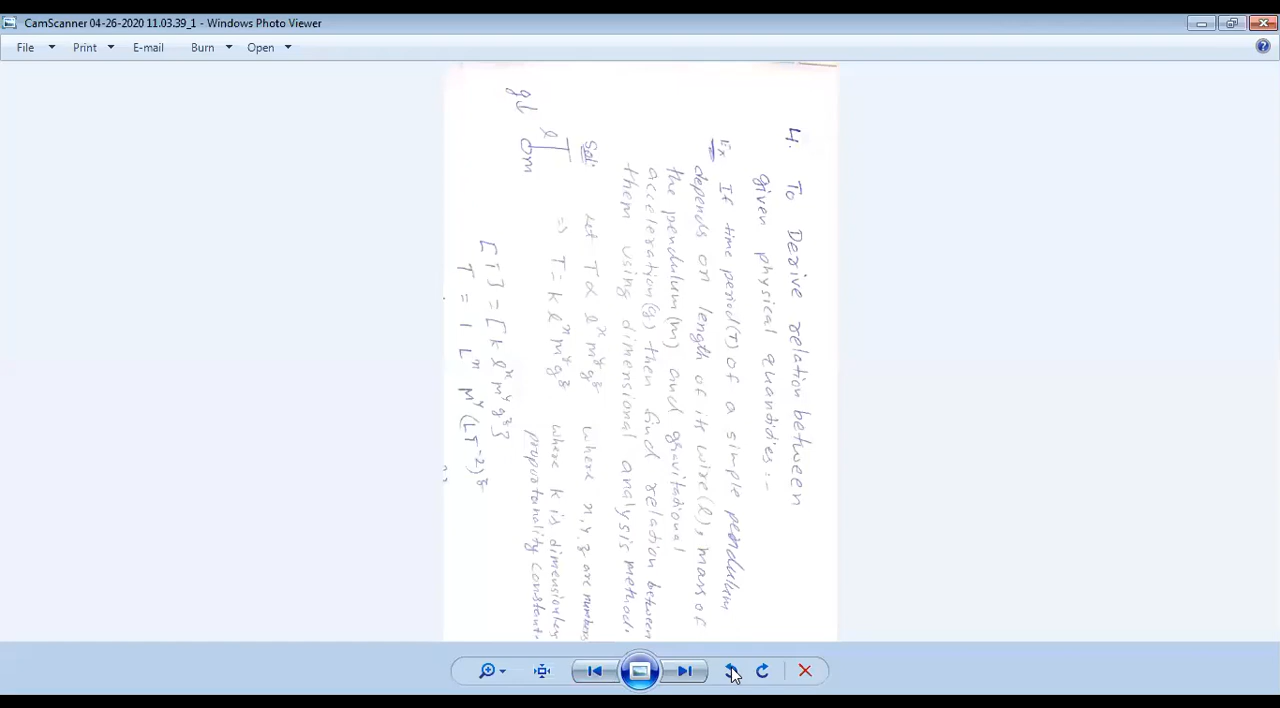 CamScanner 04-26-2020 11.03.39_1 - Windows Photo Viewer
File Print E-mail Burn Open
4. To Derive relation between
given physical quantities:-
Ex If time period(T) of a simple pendulum
depends on length of its wire(l), mass of
the pendulum(m) and gravitational
acceleration(g) then find relation between
them using dimensional analysis method.
Sol: Let T ∝ l^x m^y g^z where x, y, z are numbers
⇒ T = k l^x m^y g^z where k is dimensionless
proportionality constant.
l
g↓ m
[T] = [k l^x m^y g^z]
T = 1 L^x M^y (LT^-2)^z